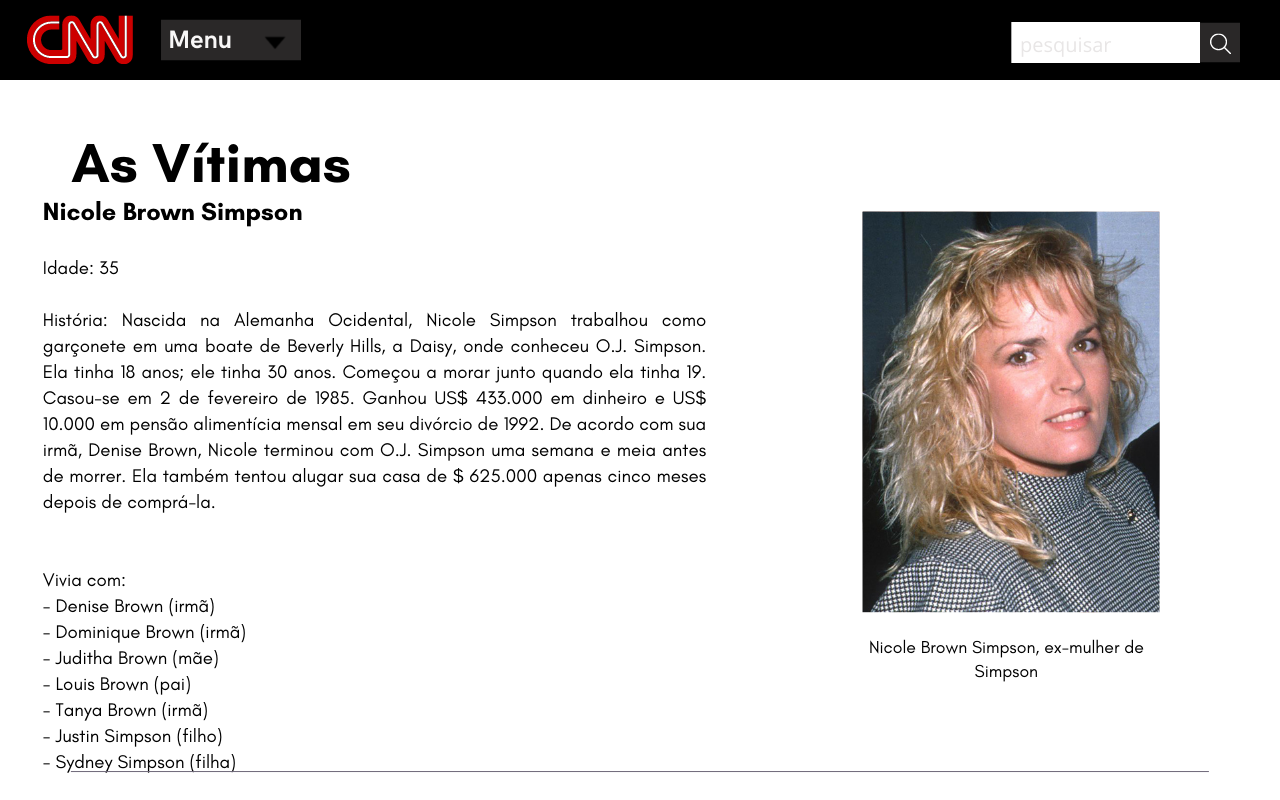 CNN
Menu
pesquisar
As Vítimas
Nicole Brown Simpson
Idade: 35
História: Nascida na Alemanha Ocidental, Nicole Simpson trabalhou como
garçonete em uma boate de Beverly Hills, a Daisy, onde conheceu O.J. Simpson.
Ela tinha 18 anos; ele tinha 30 anos. Começou a morar junto quando ela tinha 19.
Casou-se em 2 de fevereiro de 1985. Ganhou US$ 433.000 em dinheiro e US$
10.000 em pensão alimentícia mensal em seu divórcio de 1992. De acordo com sua
irmã, Denise Brown, Nicole terminou com O.J. Simpson uma semana e meia antes
de morrer. Ela também tentou alugar sua casa de $ 625.000 apenas cinco meses
depois de comprá-la.
Vivia com:
- Denise Brown (irmã)
- Dominique Brown (irmã)
- Juditha Brown (mãe)
- Louis Brown (pai)
- Tanya Brown (irmã)
- Justin Simpson (filho)
- Sydney Simpson (filha)
Nicole Brown Simpson, ex-mulher de
Simpson